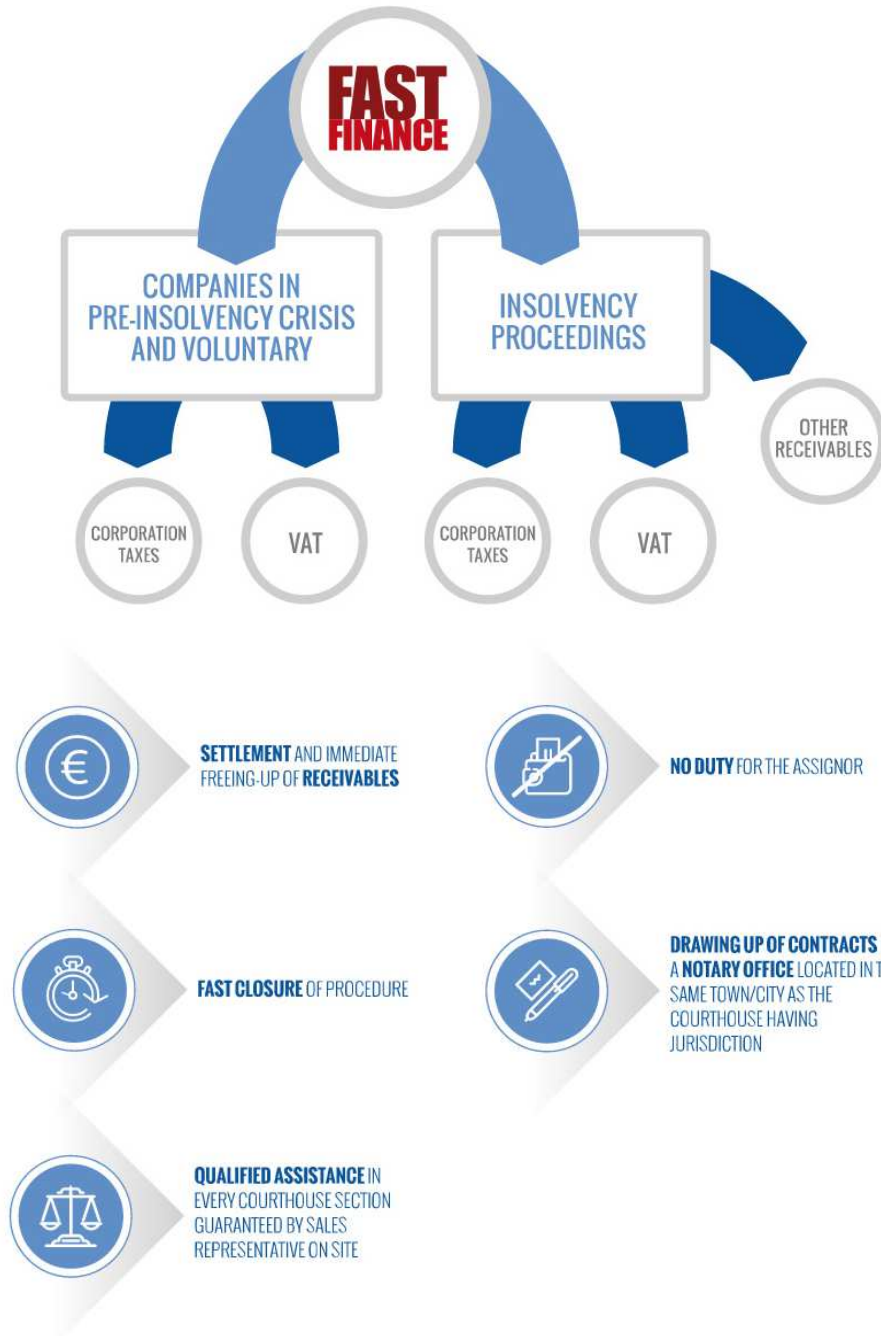 FAST
FINANCE
COMPANIES IN
PRE-INSOLVENCY CRISIS
AND VOLUNTARY
INSOLVENCY
PROCEEDINGS
OTHER
RECEIVABLES
CORPORATION
TAXES
VAT
CORPORATION
TAXES
VAT
€
SETTLEMENT AND IMMEDIATE
FREEING-UP OF RECEIVABLES
NO DUTY FOR THE ASSIGNOR
FAST CLOSURE OF PROCEDURE
DRAWING UP OF CONTRACTS
A NOTARY OFFICE LOCATED IN
SAME TOWN/CITY AS THE
COURTHOUSE HAVING
JURISDICTION
QUALIFIED ASSISTANCE IN
EVERY COURTHOUSE SECTION
GUARANTEED BY SALES
REPRESENTATIVE ON SITE